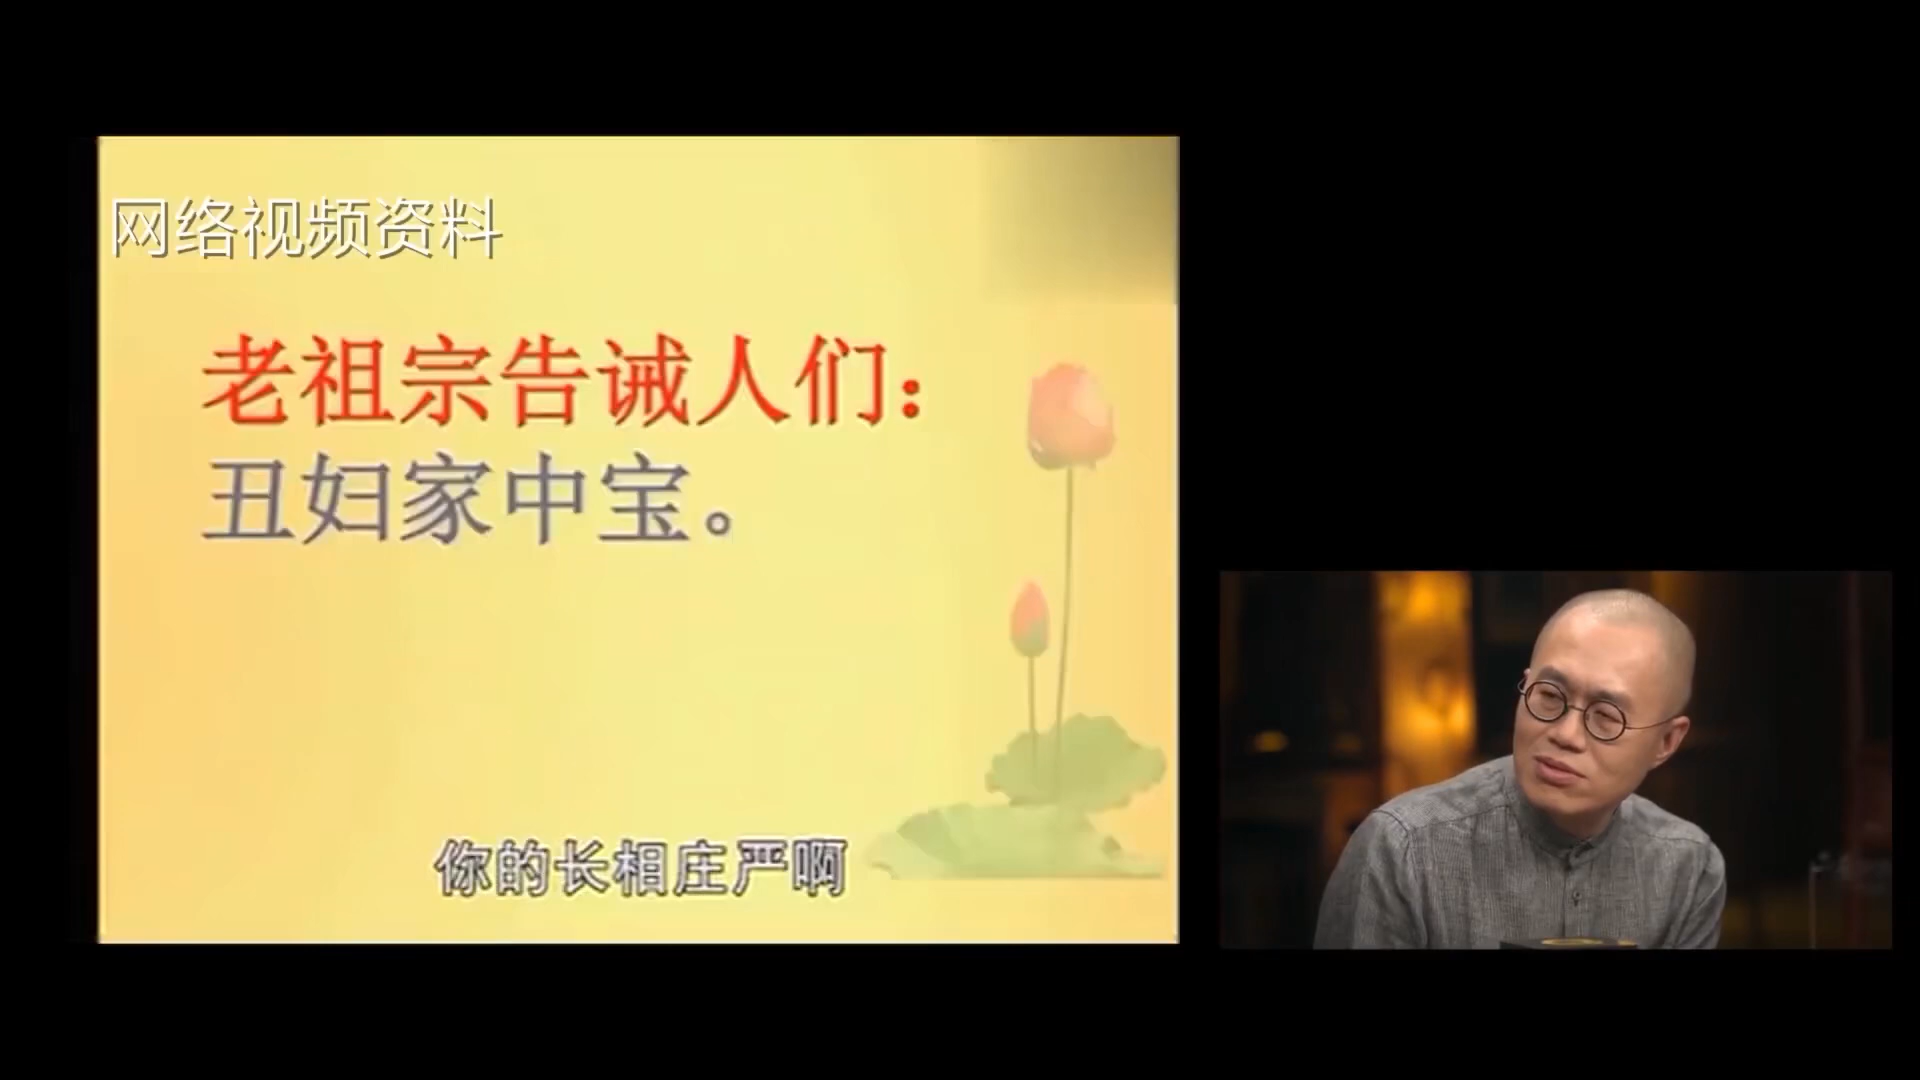 网络视频资料
老祖宗告诫人们：
丑妇家中宝。
你的长相庄严啊